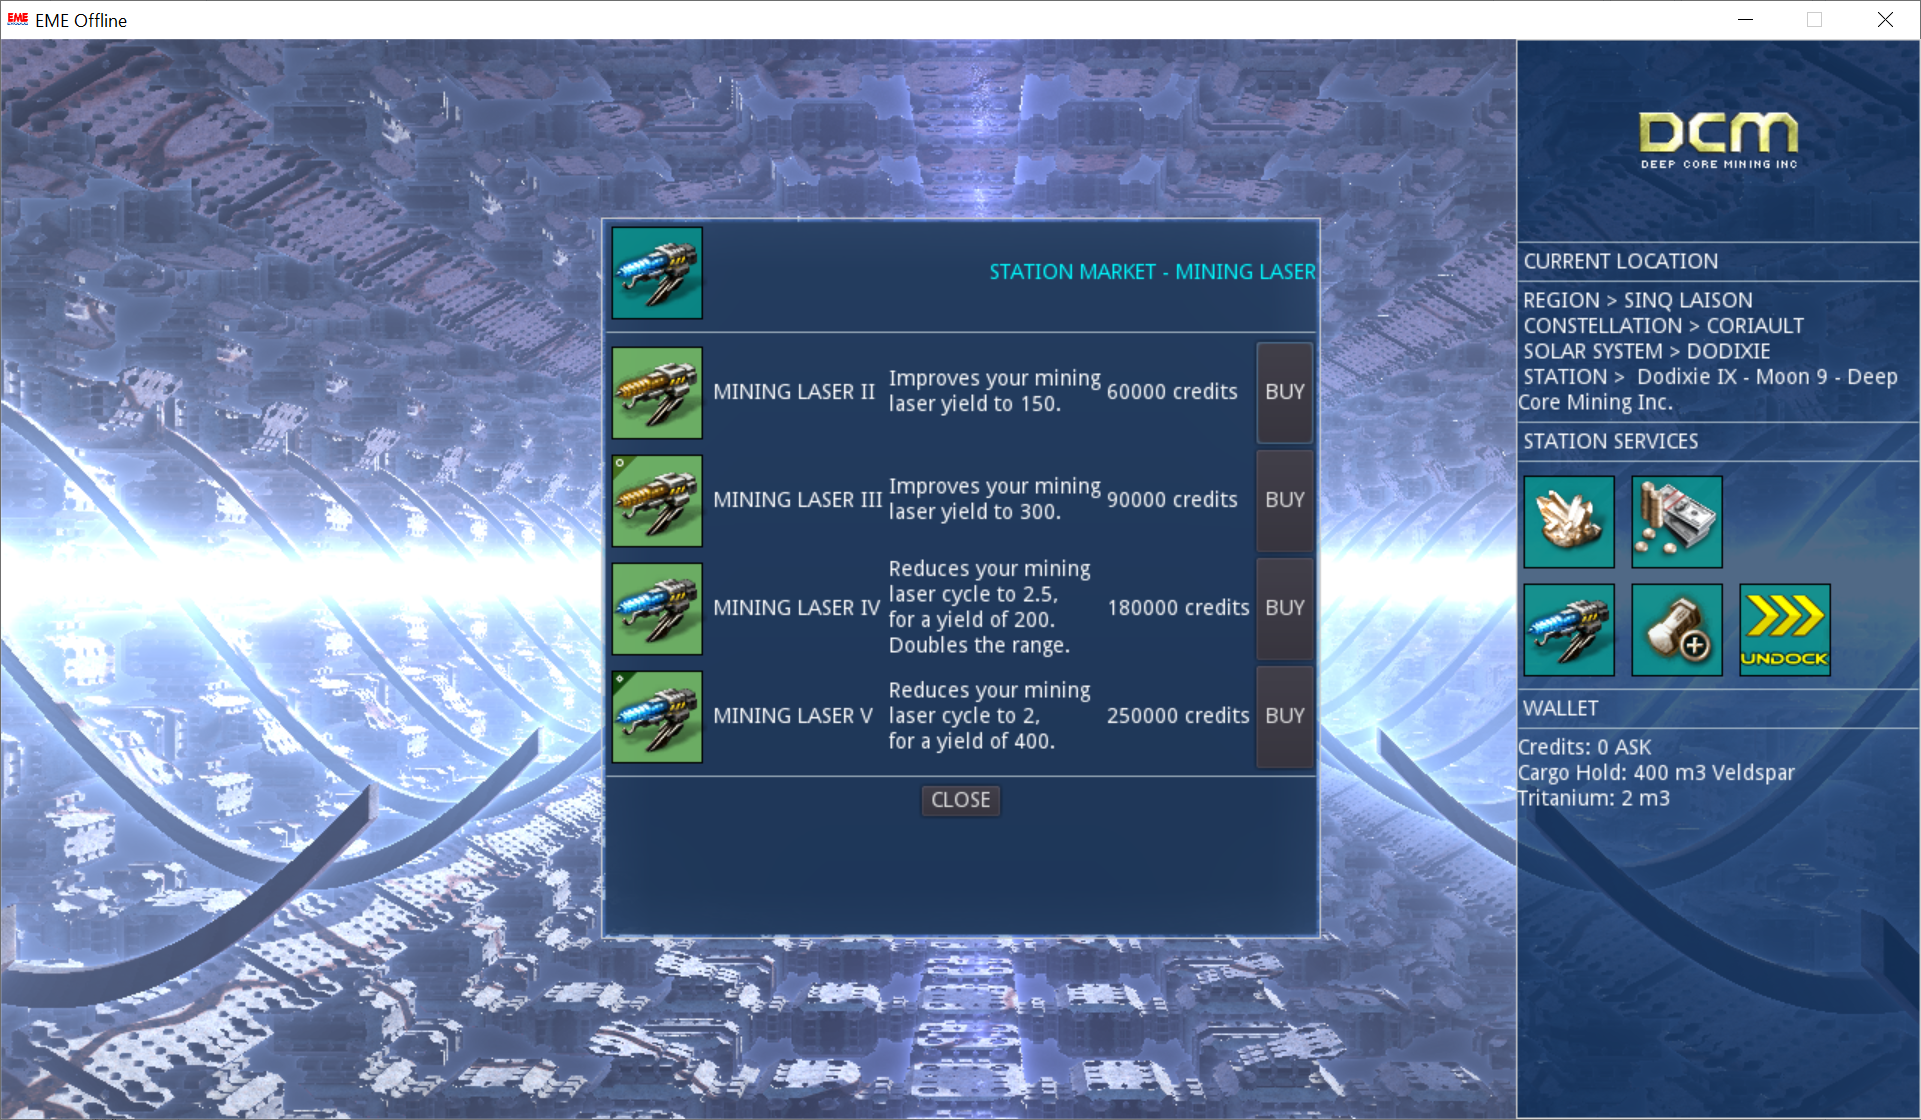 EME EME Offline
DCM
DEEP CORE MINING INC
STATION MARKET - MINING LASER
MINING LASER II
Improves your mining
laser yield to 150.
60000 credits
BUY
MINING LASER III
Improves your mining
laser yield to 300.
90000 credits
BUY
MINING LASER IV
Reduces your mining
laser cycle to 2.5,
for a yield of 200.
Doubles the range.
180000 credits
BUY
MINING LASER V
Reduces your mining
laser cycle to 2,
for a yield of 400.
250000 credits
BUY
CLOSE
CURRENT LOCATION
REGION > SINQ LAISON
CONSTELLATION > CORIAULT
SOLAR SYSTEM > DODIXIE
STATION > Dodixie IX - Moon 9 - Deep
Core Mining Inc.
STATION SERVICES
UNDOCK
WALLET
Credits: 0 ASK
Cargo Hold: 400 m3 Veldspar
Tritanium: 2 m3